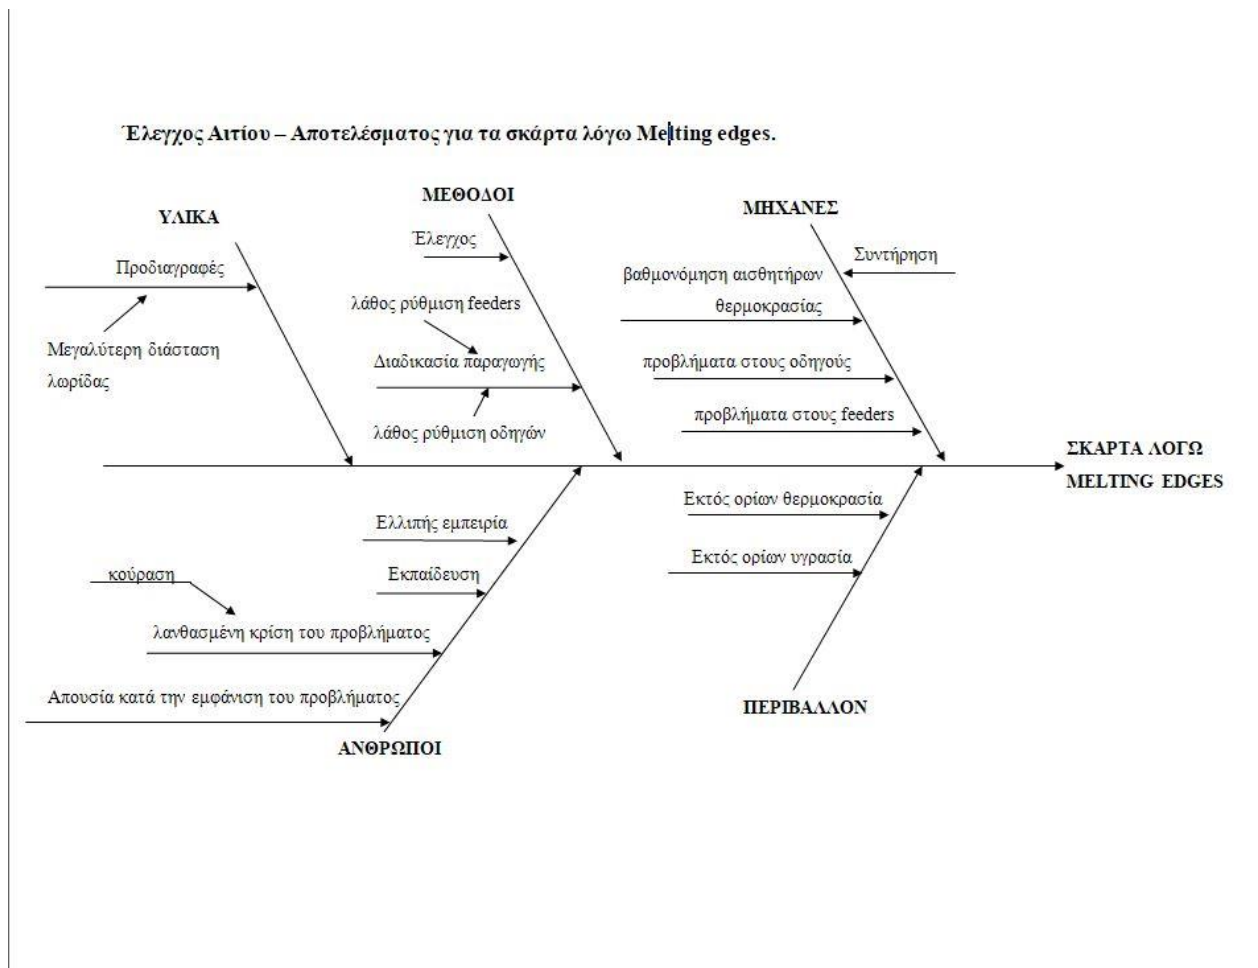 Έλεγχος Αιτίου – Αποτελέσματος για τα σκάρτα λόγω Melting edges.
ΥΛΙΚΑ
Προδιαγραφές
Μεγαλύτερη διάσταση
λωρίδας
ΜΕΘΟΔΟΙ
Έλεγχος
λάθος ρύθμιση feeders
Διαδικασία παραγωγής
λάθος ρύθμιση οδηγών
ΜΗΧΑΝΕΣ
Συντήρηση
βαθμονόμηση αισθητήρων
θερμοκρασίας
προβλήματα στους οδηγούς
προβλήματα στους feeders
ΣΚΑΡΤΑ ΛΟΓΩ
MELTING EDGES
Ελλιπής εμπειρία
Εκπαίδευση
κούραση
λανθασμένη κρίση του προβλήματος
Απουσία κατά την εμφάνιση του προβλήματος
ΑΝΘΡΩΠΟΙ
Εκτός ορίων θερμοκρασία
Εκτός ορίων υγρασία
ΠΕΡΙΒΑΛΛΟΝ